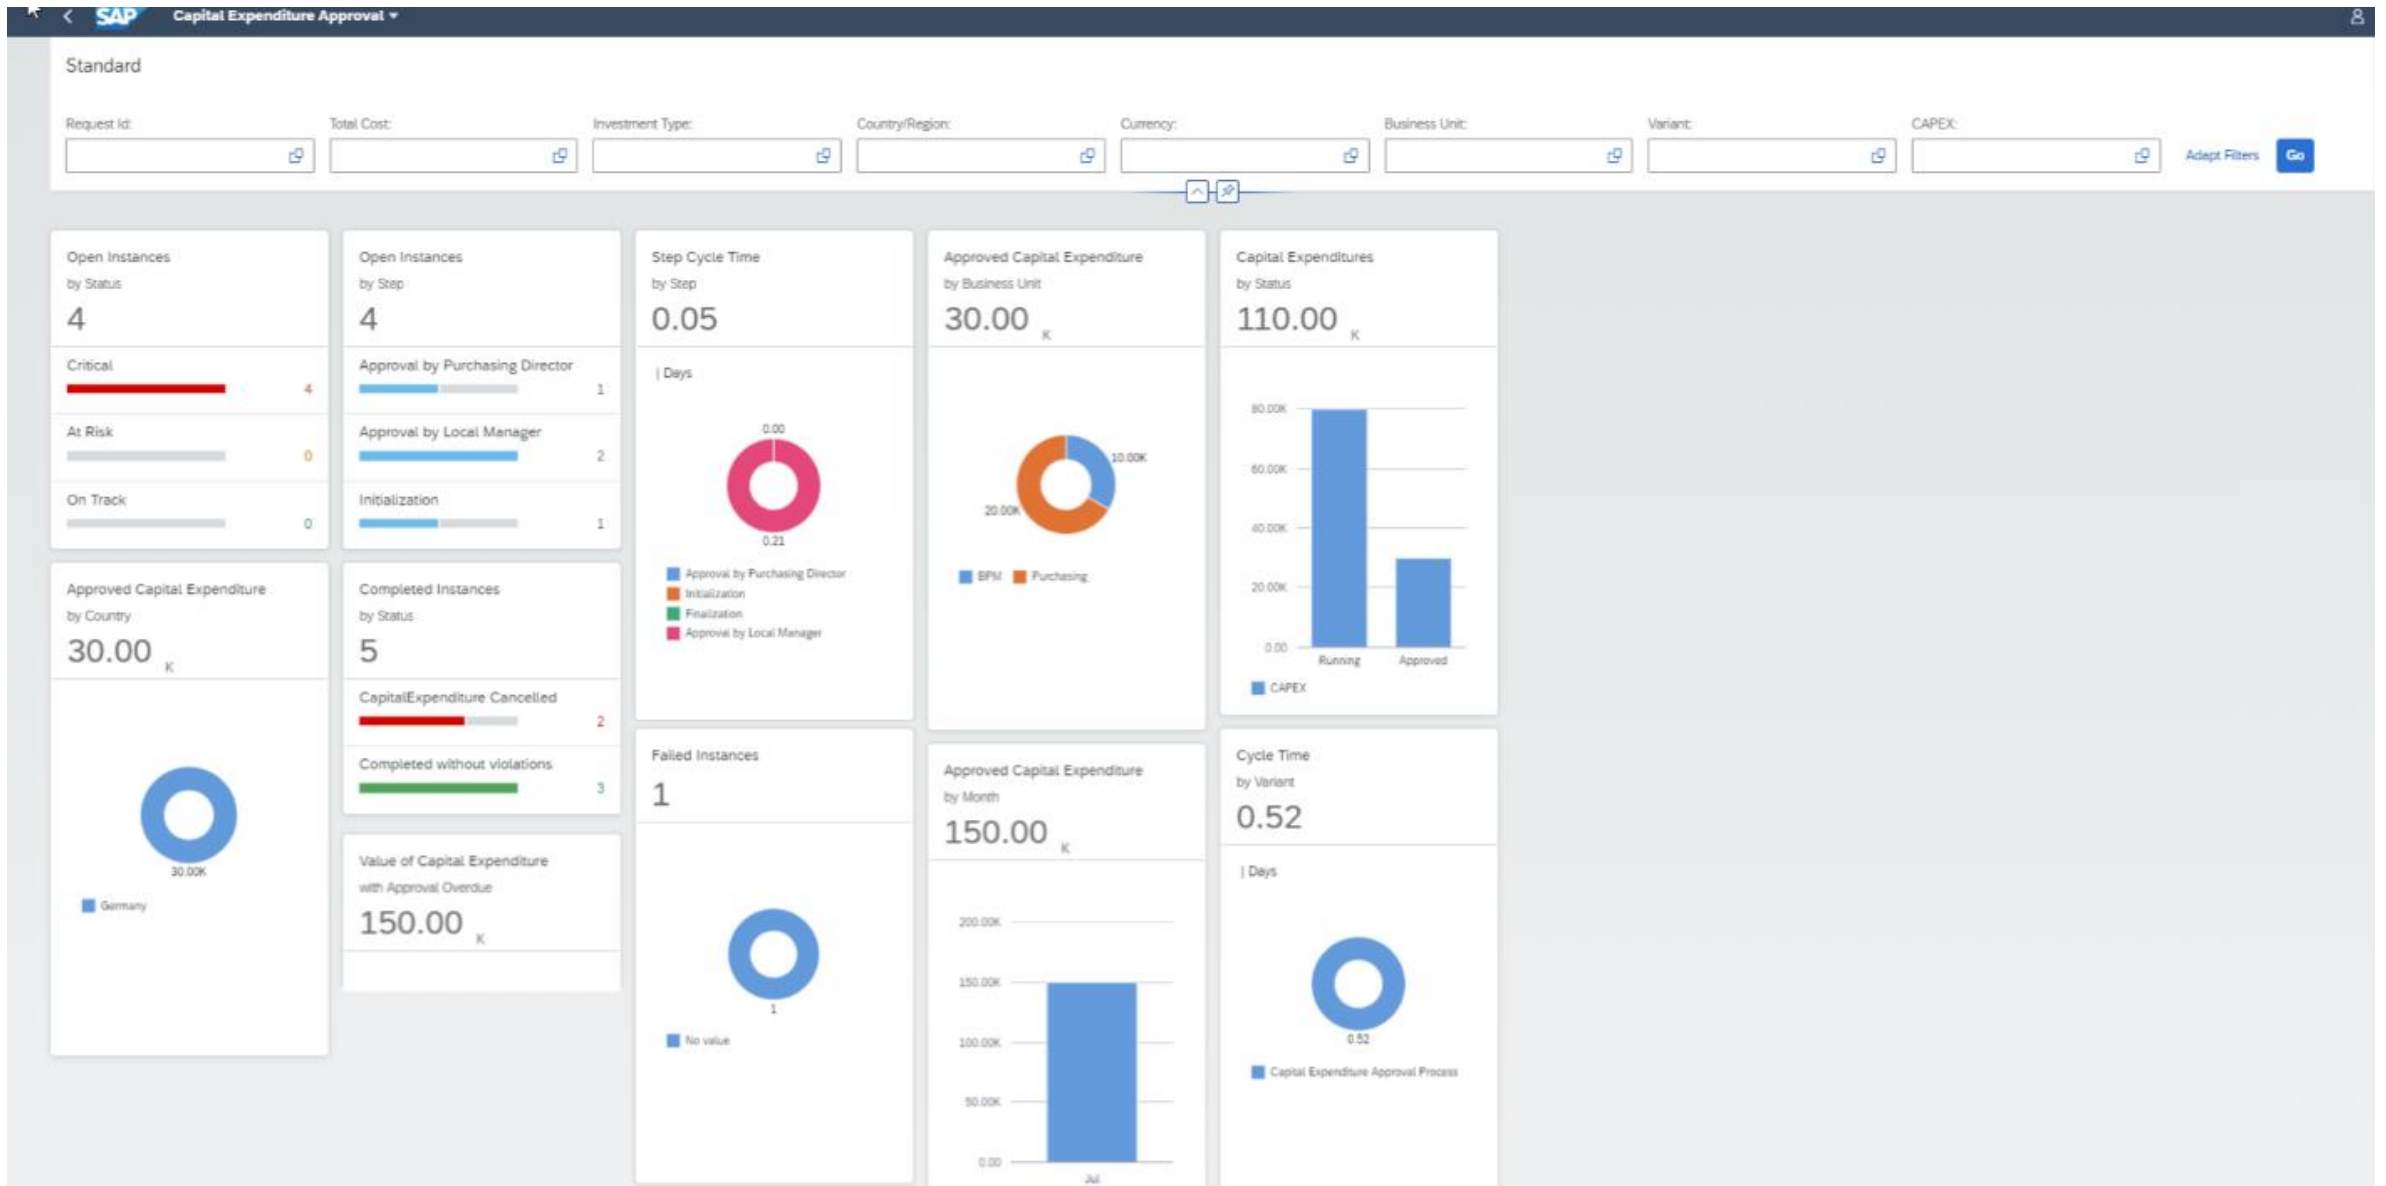 SAP
Capital Expenditure Approval
Standard
Request Id:
Total Cost:
Investment Type:
Country/Region:
Currency:
Business Unit:
Variant:
CAPEX:
Adapt Filters
Go
Open Instances
by Status
4
Critical
4
At Risk
0
On Track
0
Open Instances
by Step
4
Approval by Purchasing Director
1
Approval by Local Manager
2
Initialization
1
Step Cycle Time
by Step
0.05
| Days
0.00
0.21
Approval by Purchasing Director
Initialization
Finalization
Approval by Local Manager
Approved Capital Expenditure
by Business Unit
30.00 K
10.00K
20.00K
BPM Purchasing
Capital Expenditures
by Status
110.00 K
80.00K
60.00K
40.00K
20.00K
0.00
Running Approved
CAPEX
Approved Capital Expenditure
by Country
30.00 K
30.00K
Germany
Completed Instances
by Status
5
CapitalExpenditure Cancelled
2
Completed without violations
3
Value of Capital Expenditure
with Approval Overdue
150.00 K
Failed Instances
1
1
No value
Approved Capital Expenditure
by Month
150.00 K
200.00K
150.00K
100.00K
50.00K
0.00
Jul
Cycle Time
by Variant
0.52
| Days
0.52
Capital Expenditure Approval Process